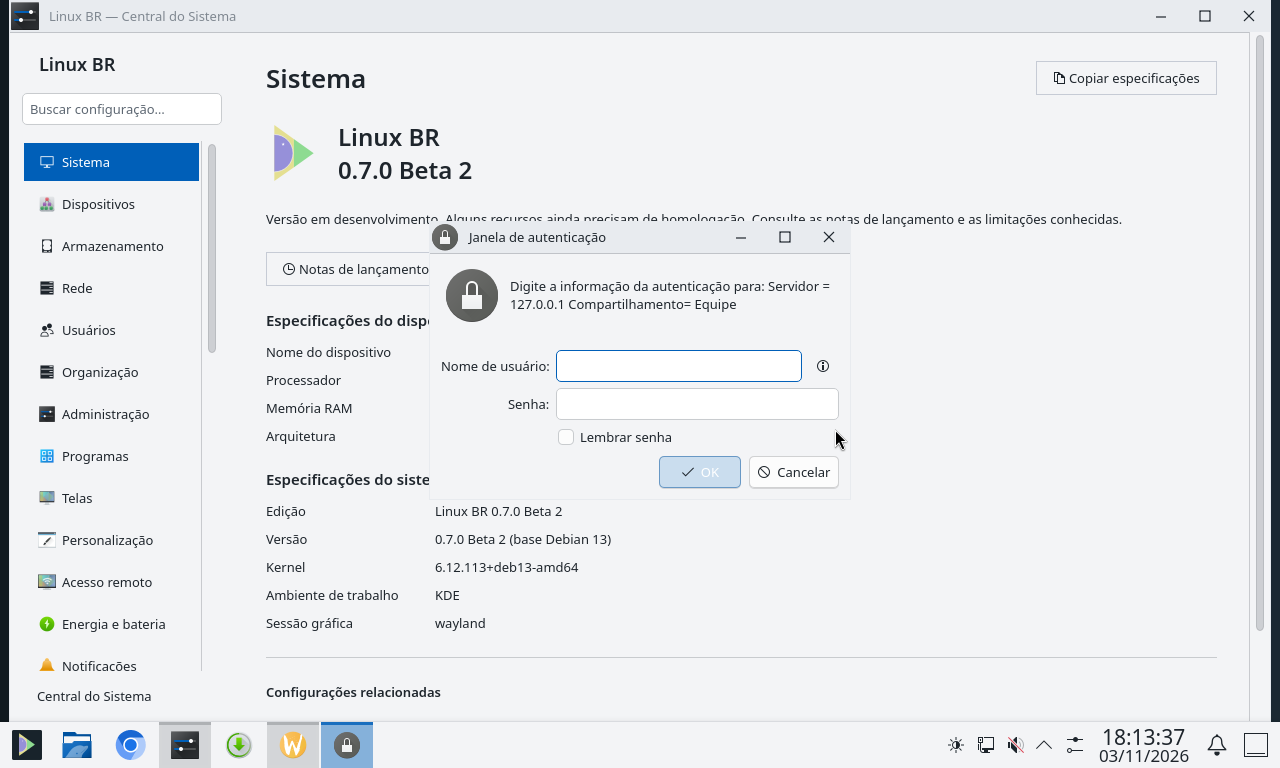 Linux BR — Central do Sistema
Linux BR
Buscar configuração...
Sistema
Dispositivos
Armazenamento
Rede
Usuários
Organização
Administração
Programas
Telas
Personalização
Acesso remoto
Energia e bateria
Notificações
Central do Sistema
Sistema
Copiar especificações
Linux BR
0.7.0 Beta 2
Versão em desenvolvimento. Alguns recursos ainda precisam de homologação. Consulte as notas de lançamento e as limitações conhecidas.
Notas de lançamento
Especificações do disp
Nome do dispositivo
Processador
Memória RAM
Arquitetura
Especificações do siste
Edição Linux BR 0.7.0 Beta 2
Versão 0.7.0 Beta 2 (base Debian 13)
Kernel 6.12.113+deb13-amd64
Ambiente de trabalho KDE
Sessão gráfica wayland
Configurações relacionadas
Janela de autenticação
Digite a informação da autenticação para: Servidor =
127.0.0.1 Compartilhamento= Equipe
Nome de usuário:
Senha:
Lembrar senha
OK Cancelar
18:13:37
03/11/2026